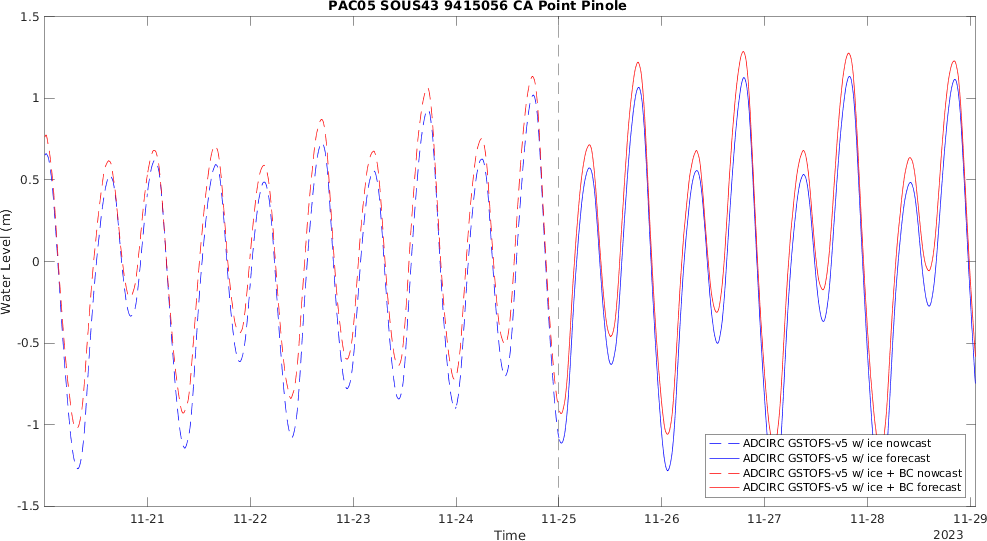 PAC05 SOUS43 9415056 CA Point Pinole
1.5
1
0.5
0
-0.5
-1
-1.5
Water Level (m)
11-21
11-22
11-23
11-24
11-25
11-26
11-27
11-28
11-29
Time
2023
ADCIRC GSTOFS-v5 w/ ice nowcast
ADCIRC GSTOFS-v5 w/ ice forecast
ADCIRC GSTOFS-v5 w/ ice + BC nowcast
ADCIRC GSTOFS-v5 w/ ice + BC forecast